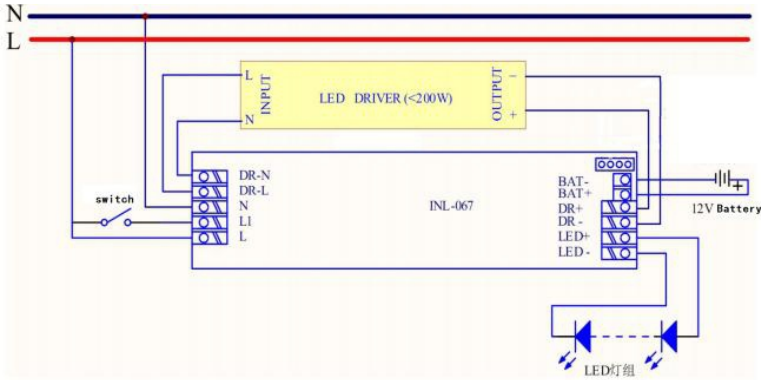 N
L
L
N
INPUT
LED DRIVER (<200W)
OUTPUT
−
+
DR-N
DR-L
N
L1
L
switch
INL-067
BAT-
BAT+
DR+
DR -
LED+
LED -
+
12V Battery
LED灯组